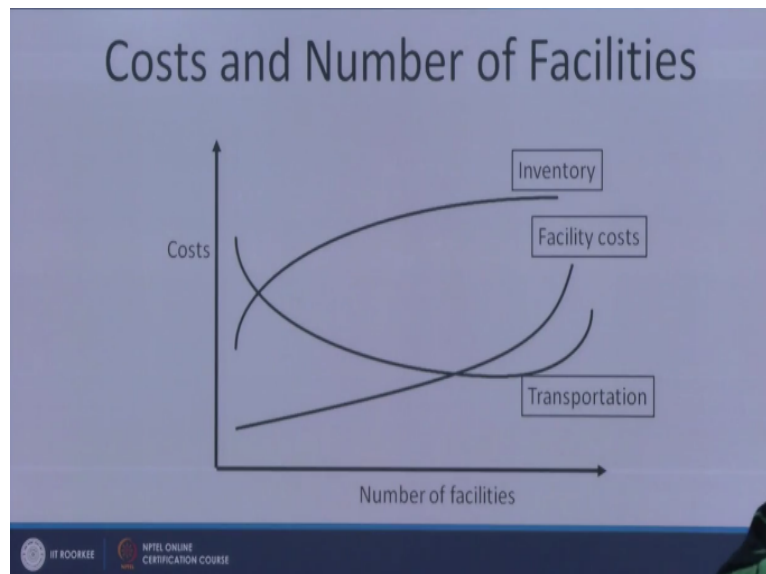 Costs and Number of Facilities
Inventory
Facility costs
Costs
Transportation
Number of facilities
IIT ROORKEE
NPTEL ONLINE
CERTIFICATION COURSE